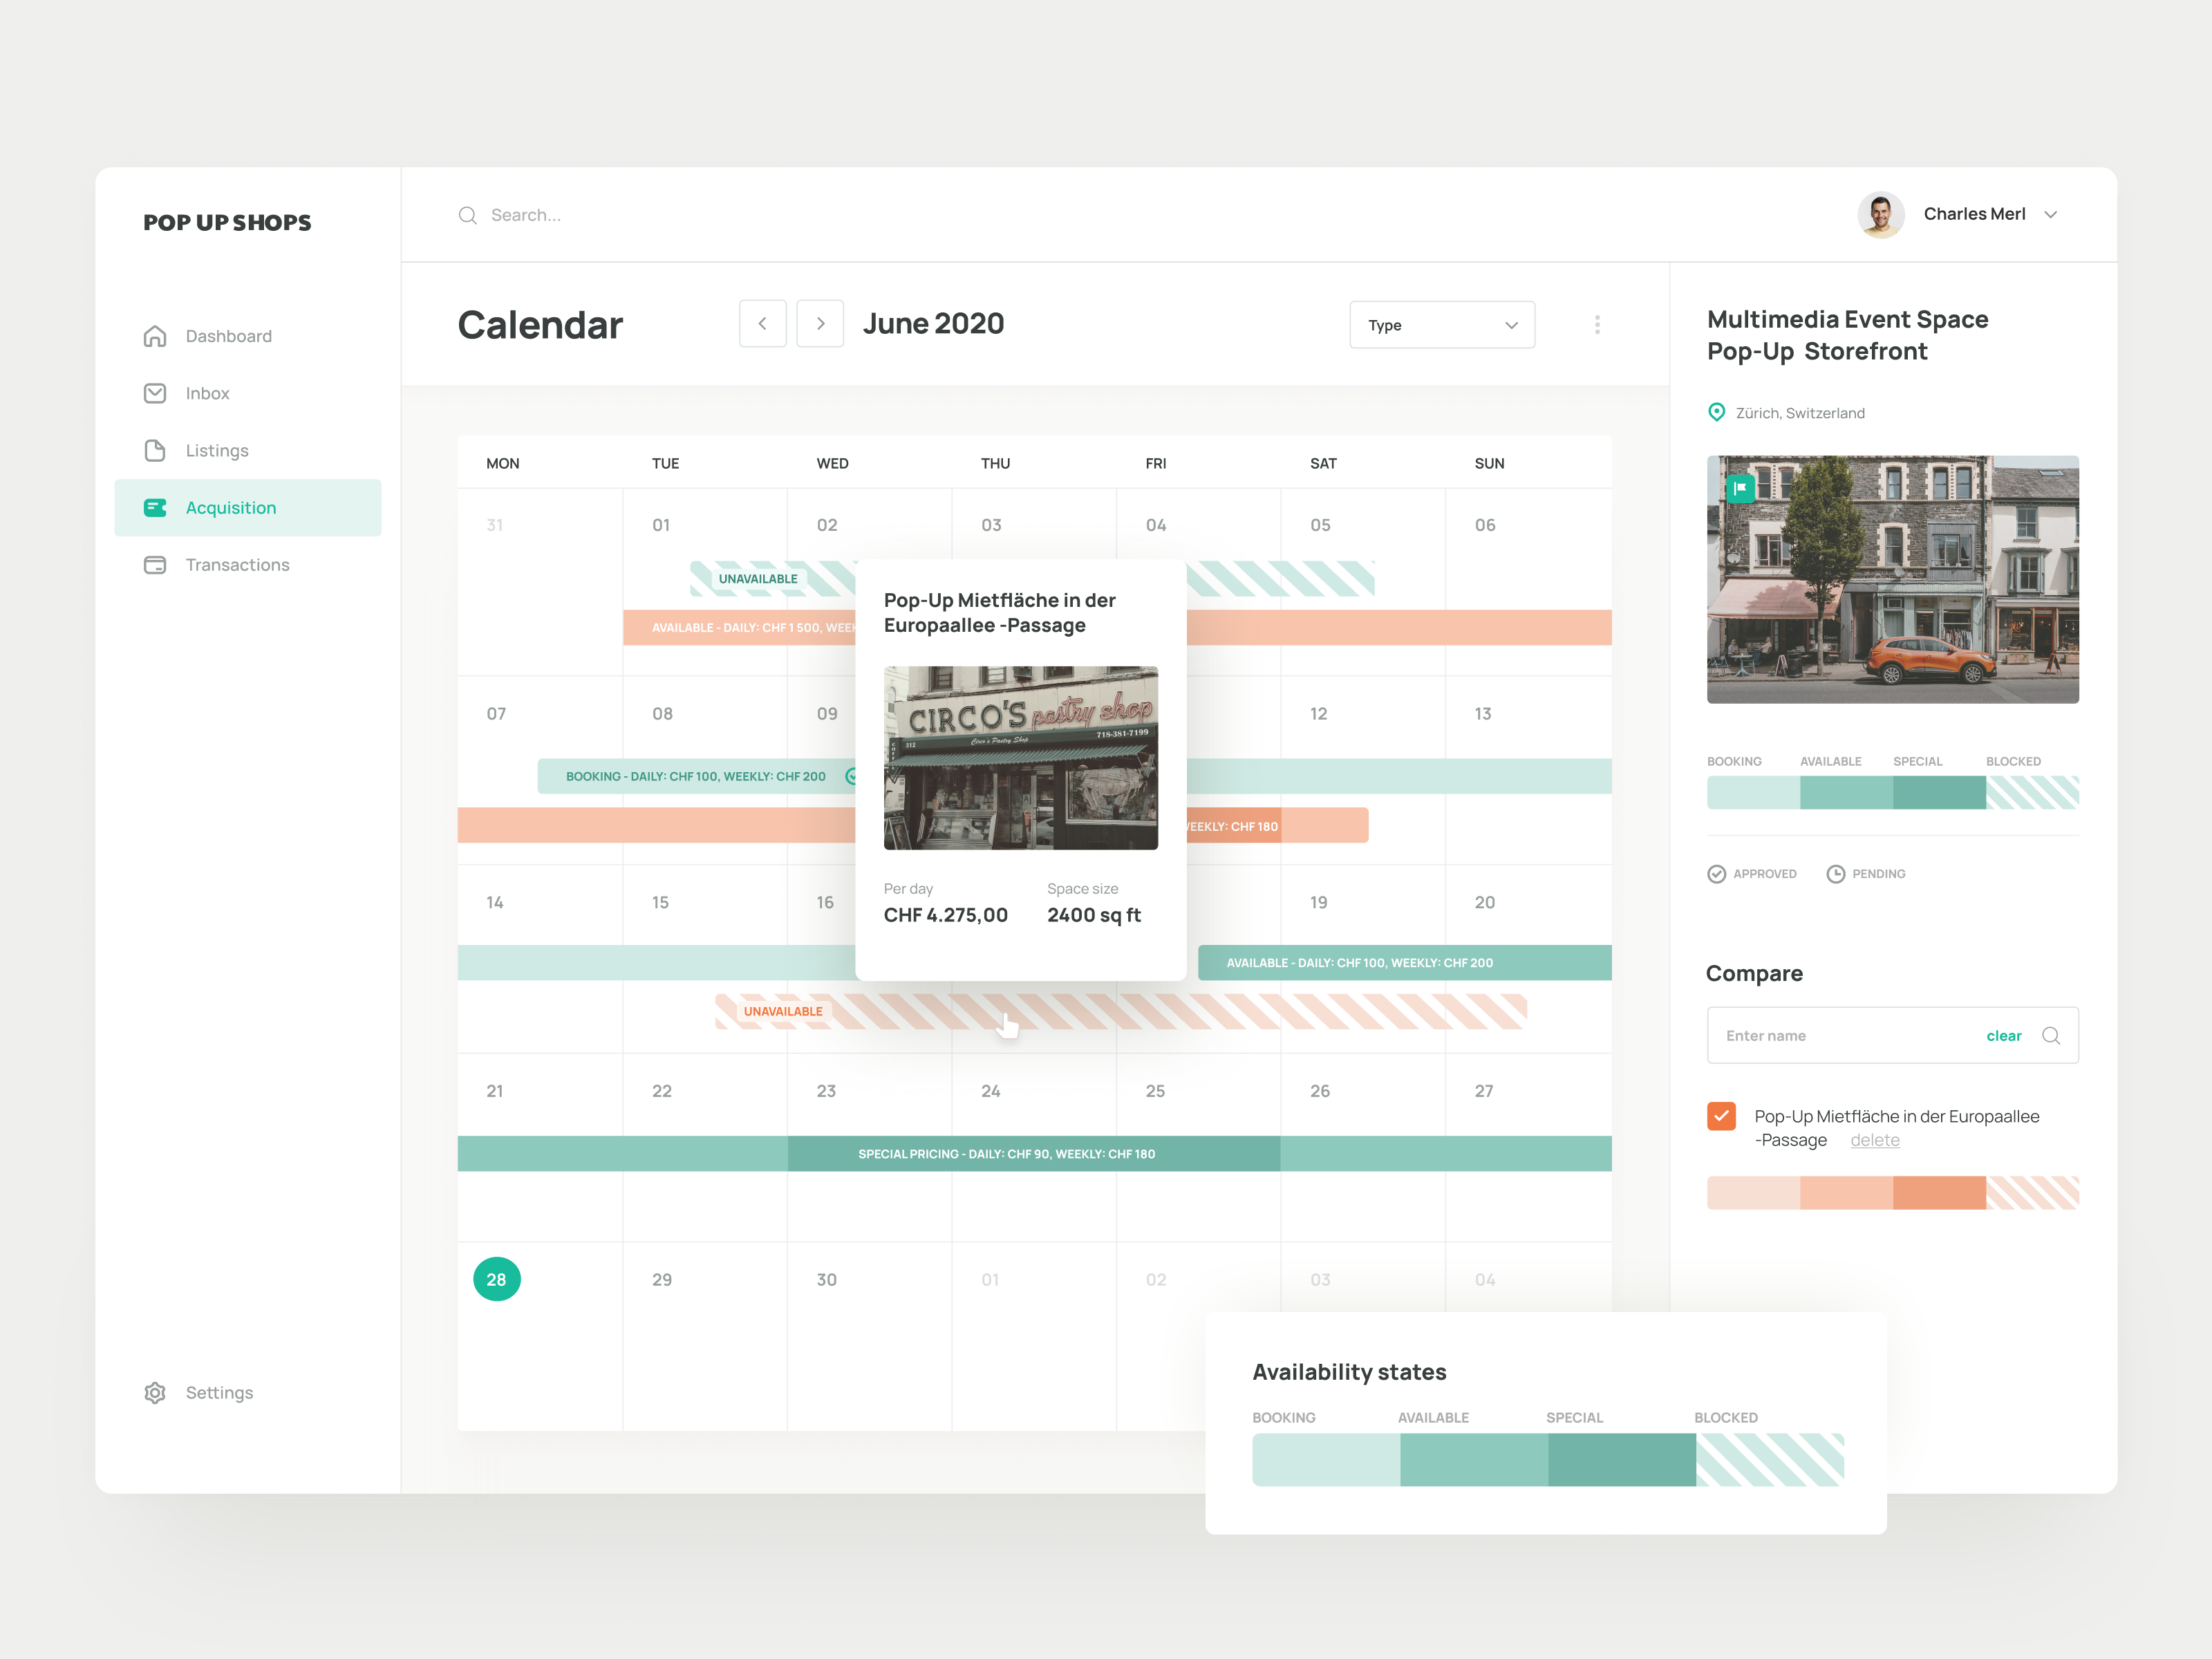 POP UP SHOPS
Search...
Charles Merl
Dashboard
Inbox
Listings
Acquisition
Transactions
Settings
Calendar
June 2020
Type
MON TUE WED THU FRI SAT SUN
31 01 02 03 04 05 06
UNAVAILABLE
AVAILABLE - DAILY: CHF 1 500,
07 08 09 12 13
BOOKING - DAILY: CHF 100, WEEKLY: CHF 200
CHF 180
14 15 16 19 20
AVAILABLE - DAILY: CHF 100, WEEKLY: CHF 200
UNAVAILABLE
21 22 23 24 25 26 27
SPECIAL PRICING - DAILY: CHF 90, WEEKLY: CHF 180
28 29 30 01 02 03 04
Pop-Up Mietfläche in der
Europaallee -Passage
CIRCO'S pastry shop
312 Circo's Pastry Shop 718-381-7199
Per day Space size
CHF 4.275,00 2400 sq ft
Multimedia Event Space
Pop-Up Storefront
Zürich, Switzerland
BOOKING AVAILABLE SPECIAL BLOCKED
APPROVED PENDING
Compare
Enter name clear
Pop-Up Mietfläche in der Europaallee
-Passage delete
Availability states
BOOKING AVAILABLE SPECIAL BLOCKED